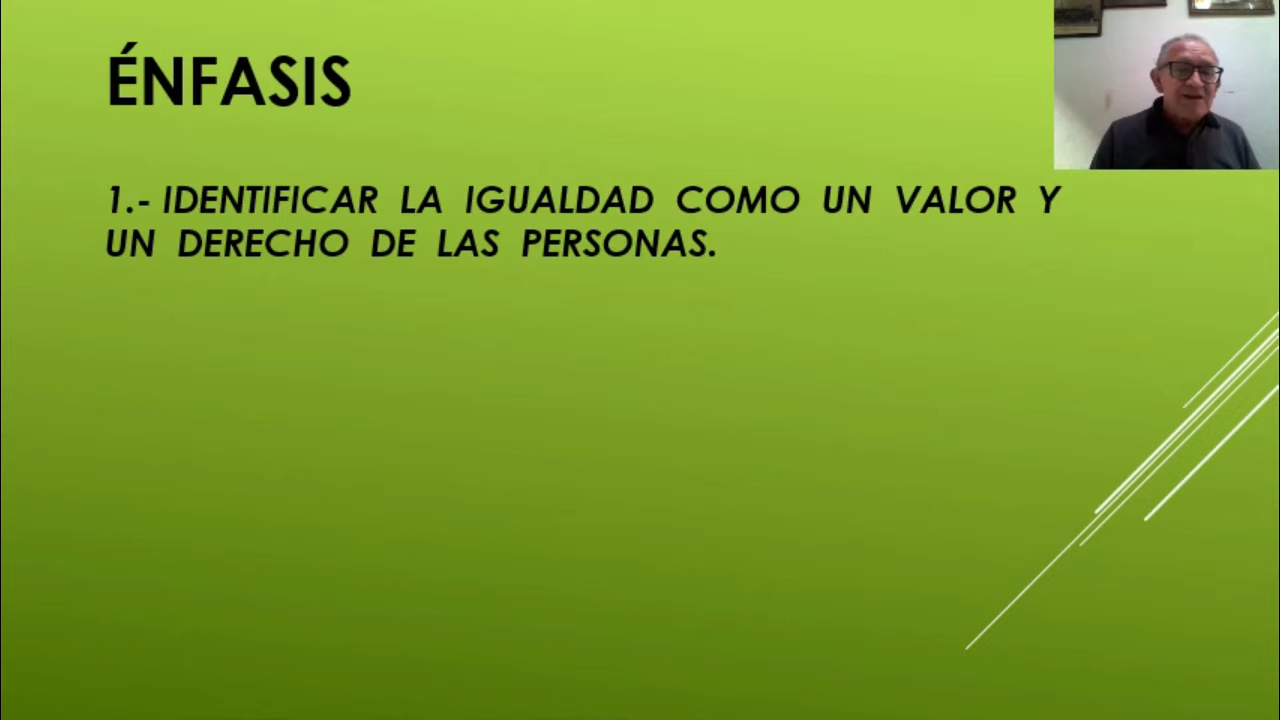 ÉNFASIS
1.- IDENTIFICAR LA IGUALDAD COMO UN VALOR Y
UN DERECHO DE LAS PERSONAS.